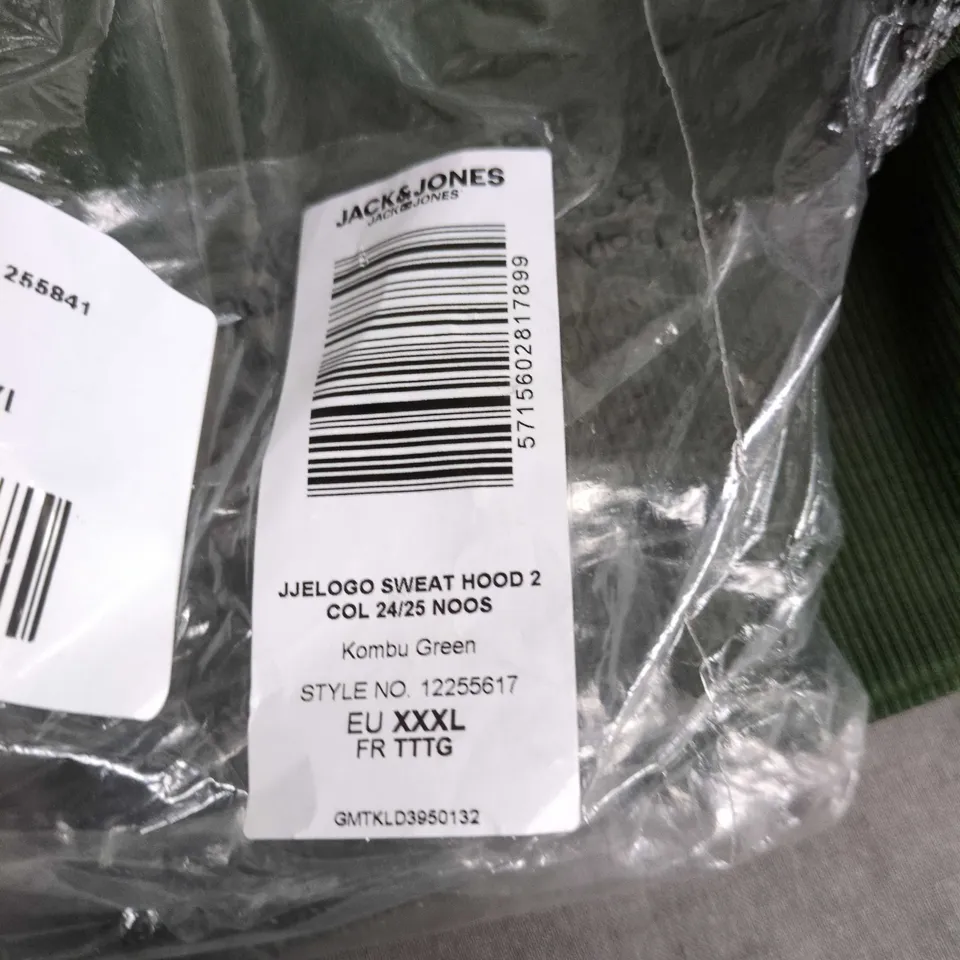 255841
JACK&JONES
JACK&JONES
5715602817899
JJELOGO SWEAT HOOD 2
COL 24/25 NOOS
Kombu Green
STYLE NO. 12255617
EU XXXL
FR TTTG
GMTKLD3950132